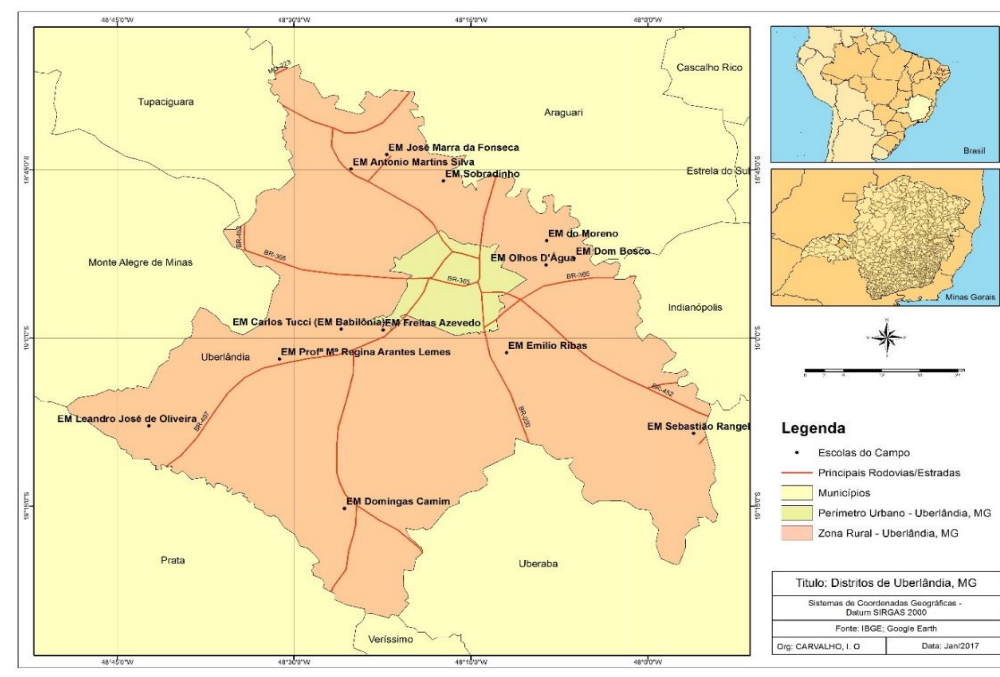 48°45'0"W
48°30'0"W
48°0'0"W
Cascalho Rico
Tupaciguara
Araguari
Brasil
EM José Marra da Fonseca
EM Antonio Martins Silva
EM Sobradinho
Estrela do Sul
EM do Moreno
EM Dom Bosco
EM Olhos D'Água
Monte Alegre de Minas
BR-365
BR-365
BR-365
Minas Gerais
Indianópolis
EM Carlos Tucci (EM Babilônia)
EM Freitas Azevedo
Uberlândia
EM Profª Mª Regina Arantes Lemes
EM Emilio Ribas
BR-452
EM Leandro José de Oliveira
BR-497
BR-050
EM Sebastião Rangel
Legenda
Escolas do Campo
Principais Rodovias/Estradas
Municípios
Perímetro Urbano - Uberlândia, MG
Zona Rural - Uberlândia, MG
EM Domingas Camim
Prata
Uberaba
Veríssimo
Titulo: Distritos de Uberlândia, MG
Sistemas de Coordenadas Geográficas -
Datum SIRGAS 2000
Fonte: IBGE; Google Earth
Org: CARVALHO, I. O
Data: Jan/2017
48°45'0"W
48°30'0"W